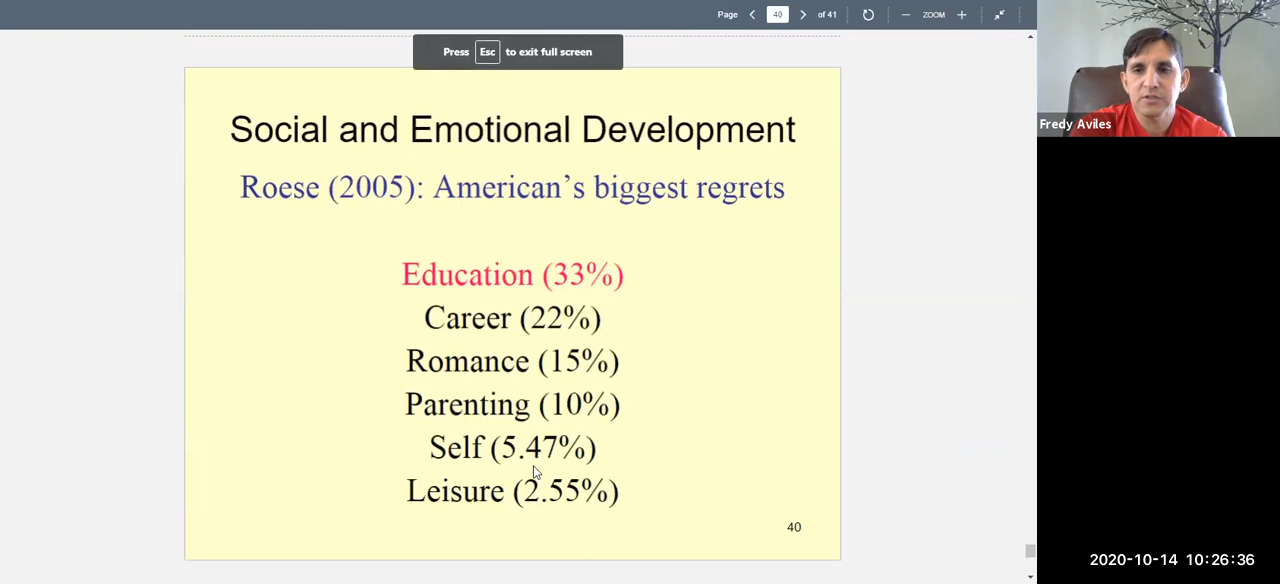 Page 40 of 41 ZOOM
Press Esc to exit full screen
Social and Emotional Development
Roese (2005): American's biggest regrets
Education (33%)
Career (22%)
Romance (15%)
Parenting (10%)
Self (5.47%)
Leisure (2.55%)
40
Fredy Aviles
2020-10-14 10:26:36